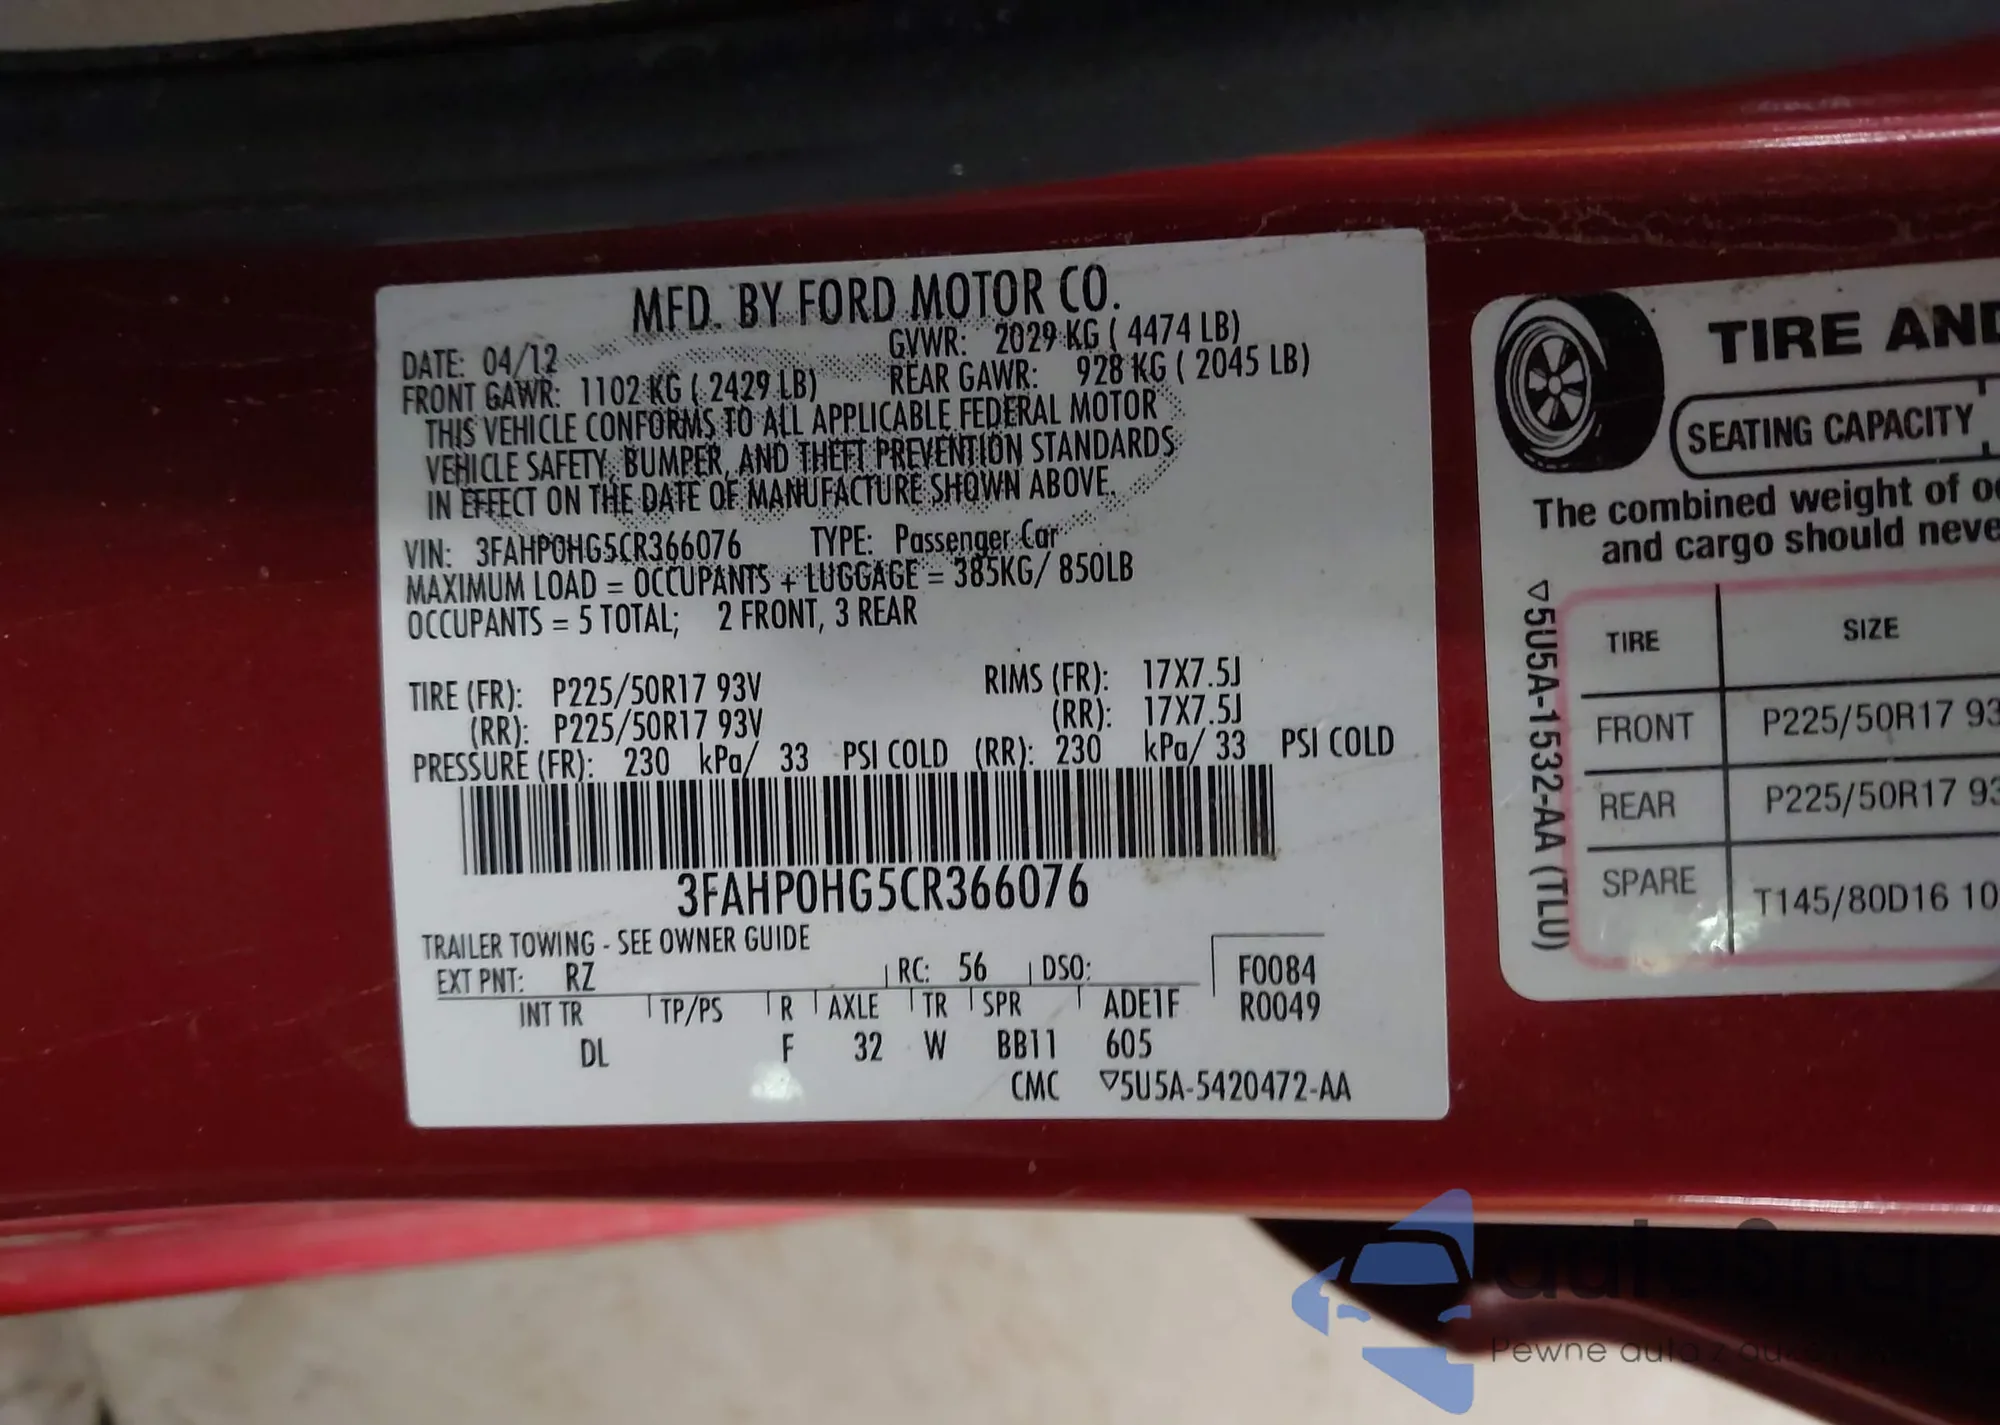 MFD. BY FORD MOTOR CO.
DATE: 04/12 GVWR: 2029 KG ( 4474 LB)
FRONT GAWR: 1102 KG ( 2429 LB) REAR GAWR: 928 KG ( 2045 LB)
THIS VEHICLE CONFORMS TO ALL APPLICABLE FEDERAL MOTOR
VEHICLE SAFETY, BUMPER, AND THEFT PREVENTION STANDARDS
IN EFFECT ON THE DATE OF MANUFACTURE SHOWN ABOVE.
VIN: 3FAHP0HG5CR366076 TYPE: Passenger Car
MAXIMUM LOAD = OCCUPANTS + LUGGAGE = 385KG/ 850LB
OCCUPANTS = 5 TOTAL; 2 FRONT, 3 REAR
TIRE (FR): P225/50R17 93V RIMS (FR): 17X7.5J
(RR): P225/50R17 93V (RR): 17X7.5J
PRESSURE (FR): 230 kPa/ 33 PSI COLD (RR): 230 kPa/ 33 PSI COLD
3FAHP0HG5CR366076
TRAILER TOWING - SEE OWNER GUIDE
EXT PNT: RZ RC: 56 DSO: F0084
INT TR TP/PS R AXLE TR SPR ADE1F R0049
DL F 32 W BB11 605
CMC ▽5U5A-5420472-AA
TIRE AND
SEATING CAPACITY
The combined weight of
and cargo should
▽5U5A-1532-AA (TLU)
TIRE SIZE
FRONT P225/50R17 93
REAR P225/50R17 93
SPARE T145/80D16 10
autoSnap
Pewne auta z